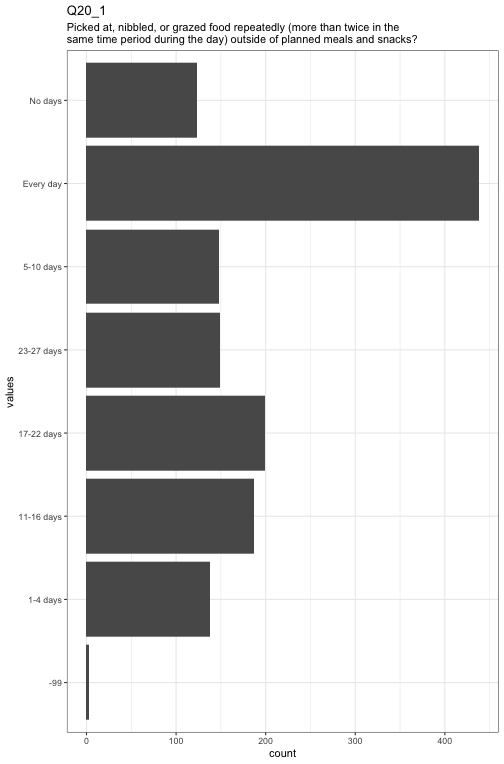 Q20_1
Picked at, nibbled, or grazed food repeatedly (more than twice in the
same time period during the day) outside of planned meals and snacks?
No days
Every day
5-10 days
23-27 days
17-22 days
11-16 days
1-4 days
-99
values
0 100 200 300 400
count